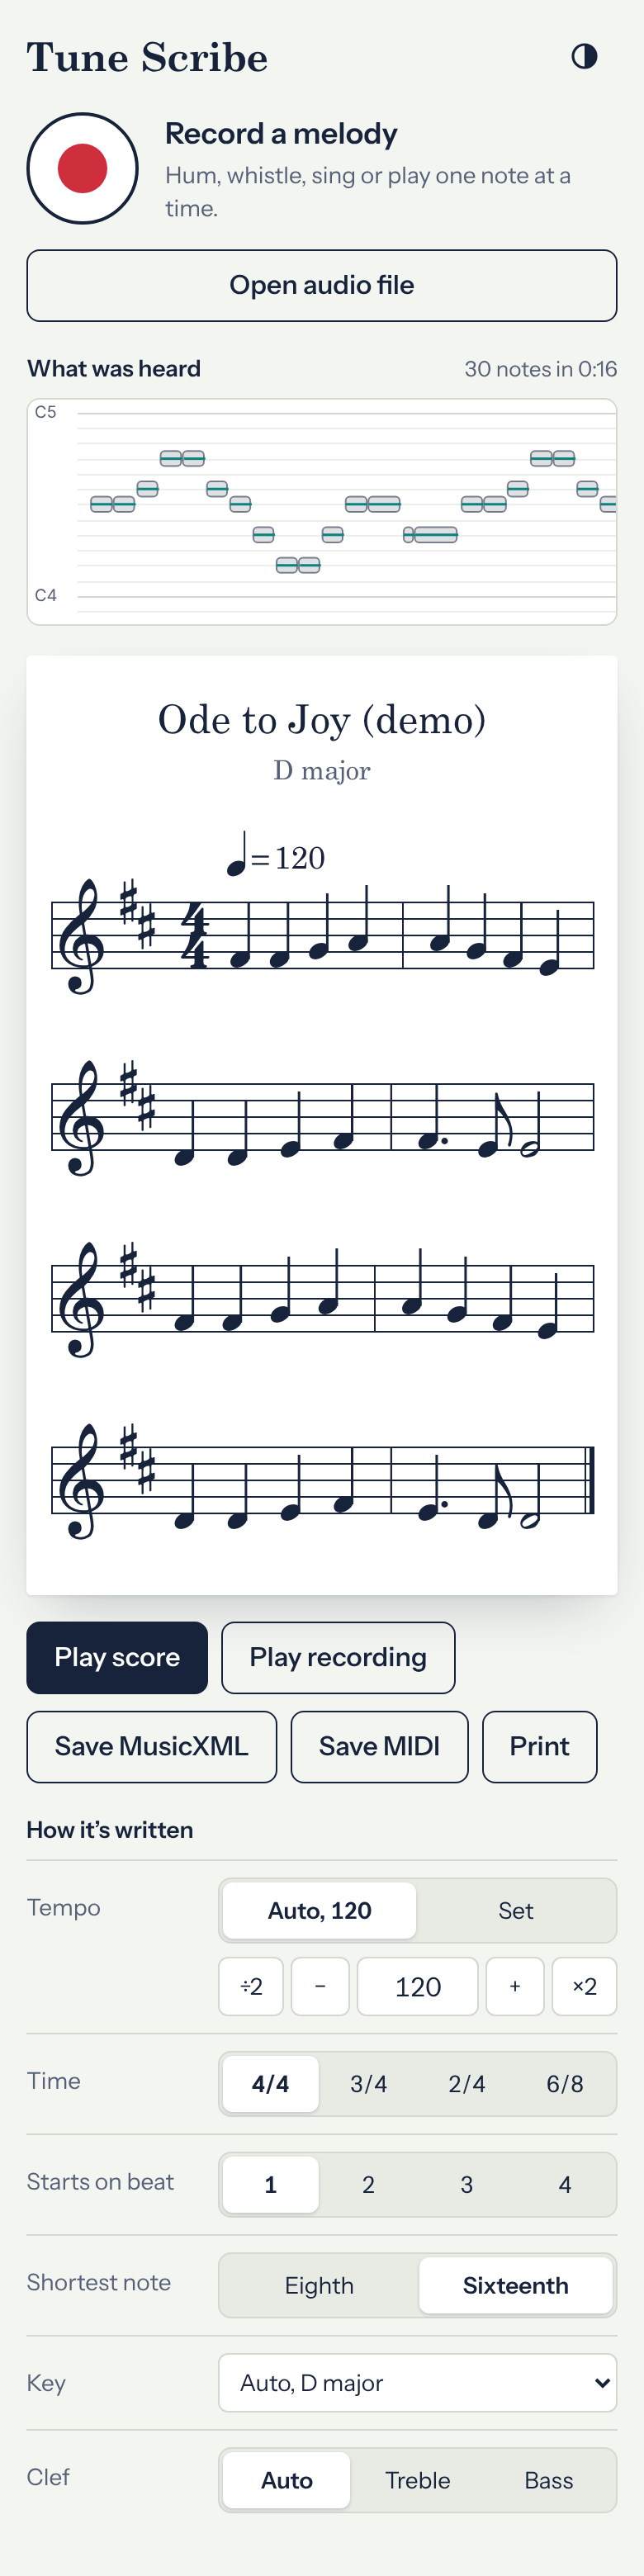 Tune Scribe
Record a melody
Hum, whistle, sing or play one note at a
time.
Open audio file
What was heard
30 notes in 0:16
C5
C4
Ode to Joy (demo)
D major
= 120
4
4
Play score
Play recording
Save MusicXML
Save MIDI
Print
How it’s written
Tempo
Auto, 120
Set
÷2
−
120
+
×2
Time
4/4
3/4
2/4
6/8
Starts on beat
1
2
3
4
Shortest note
Eighth
Sixteenth
Key
Auto, D major
Clef
Auto
Treble
Bass